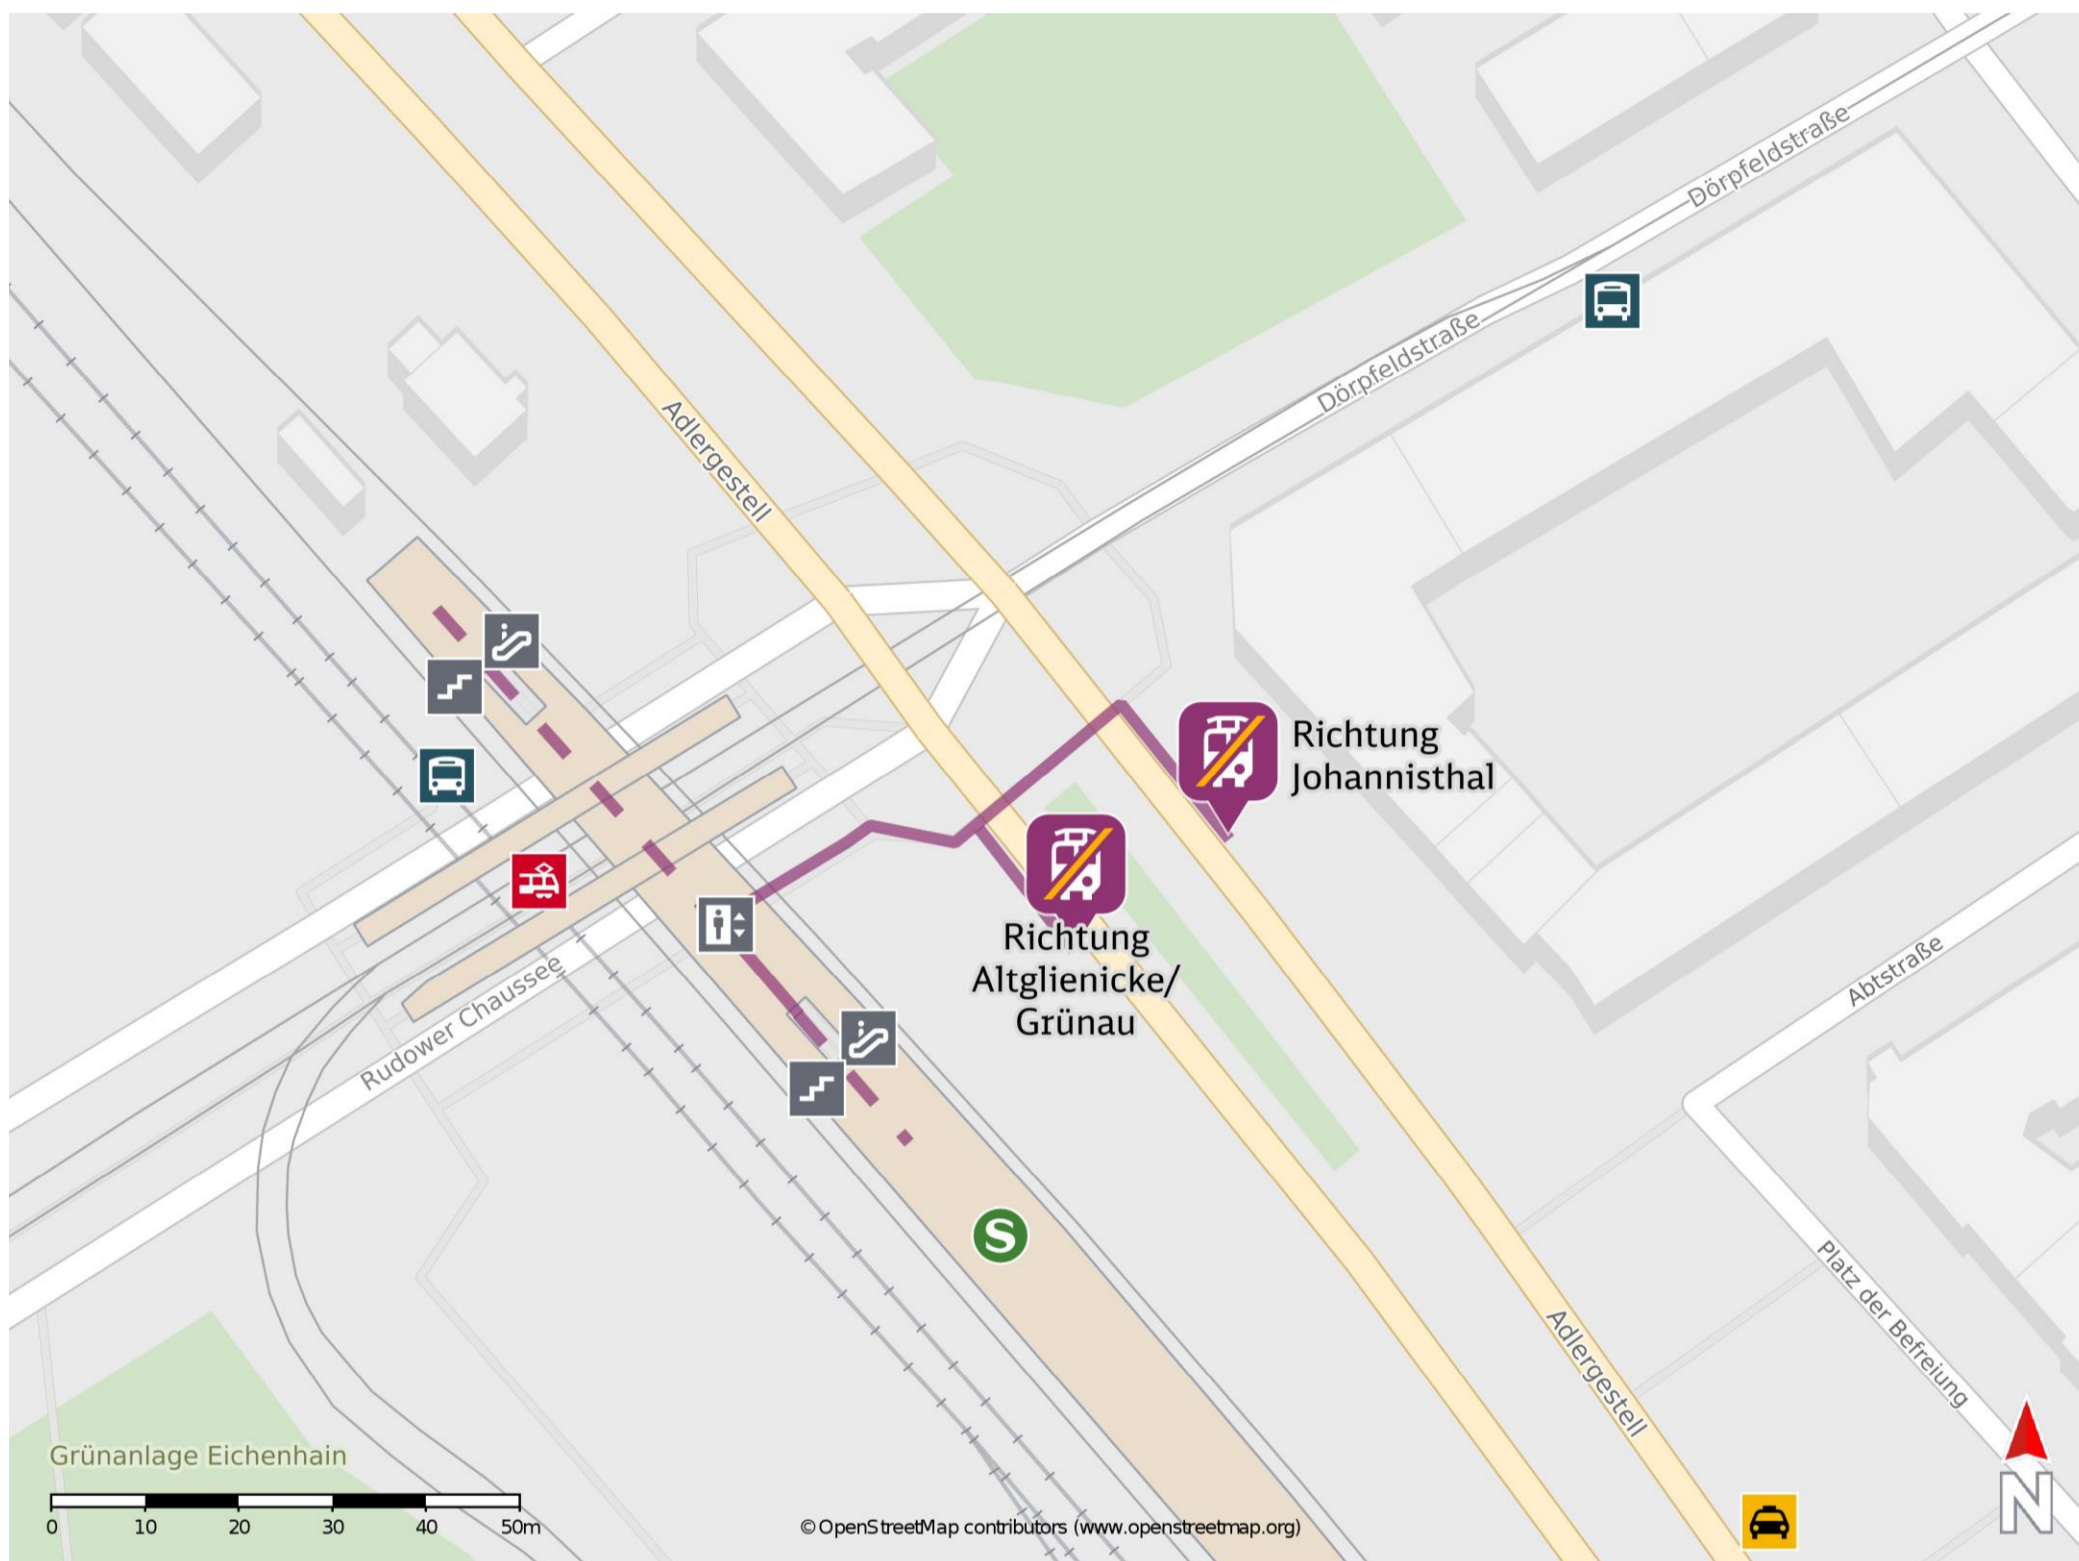 Dörpfeldstraße
Dörpfeldstraße
Adlergestell
Richtung
Johannisthal
Richtung
Altglienicke/
Grünau
Rudower Chaussee
Abtstraße
S
Platz der Befreiung
Adlergestell
Grünanlage Eichenhain
0 10 20 30 40 50m
© OpenStreetMap contributors (www.openstreetmap.org)
N